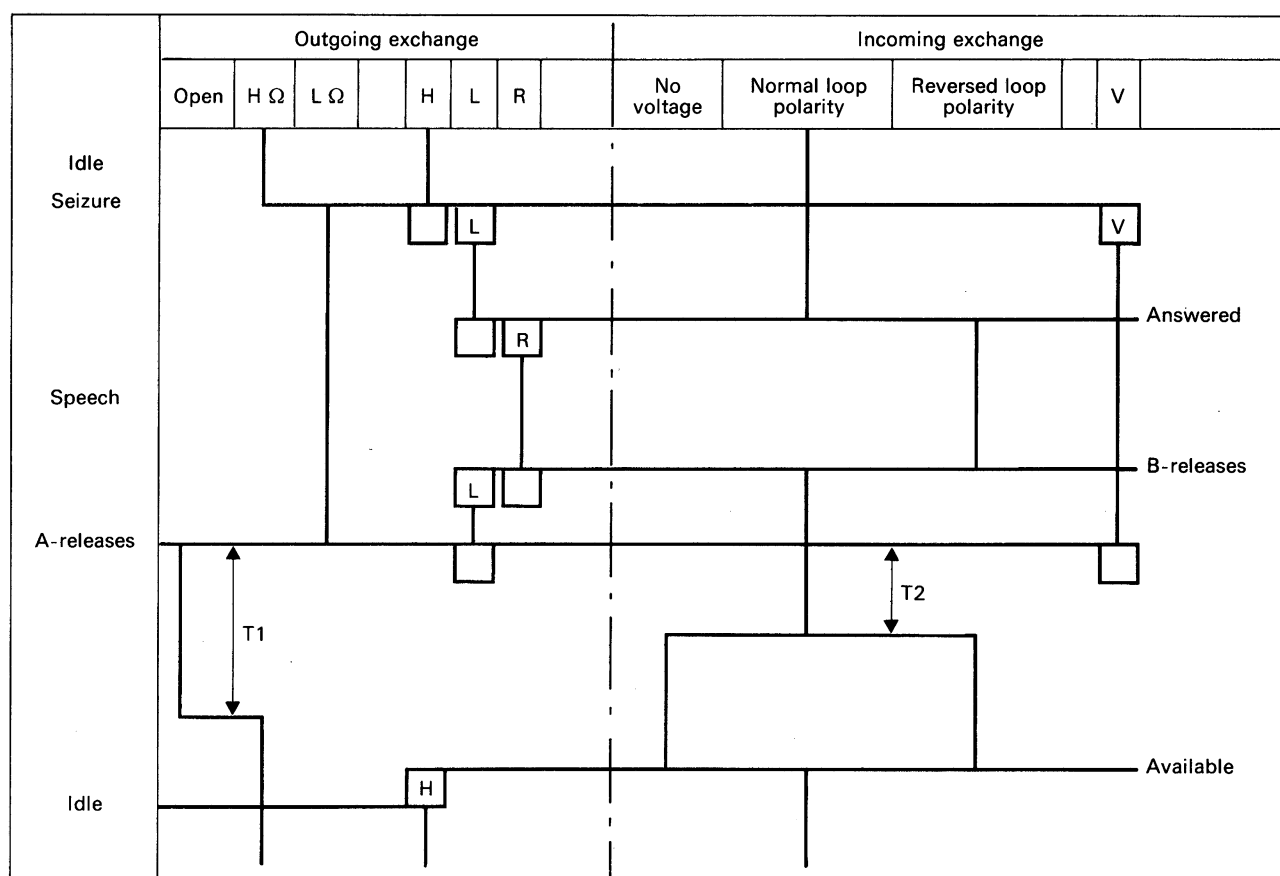 Outgoing exchange
Incoming exchange
Open
H Ω
L Ω
H
L
R
No
voltage
Normal loop
polarity
Reversed loop
polarity
V
Idle
Seizure
L
V
Answered
R
Speech
B-releases
L
A-releases
T1
T2
Available
H
Idle